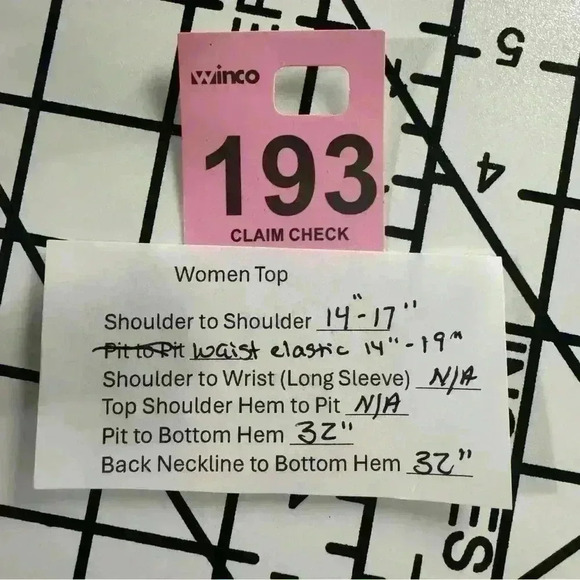 Winco
193
CLAIM CHECK
Women Top
Shoulder to Shoulder 14"-17"
Pit to Pit waist elastic 14"-19"
Shoulder to Wrist (Long Sleeve) N/A
Top Shoulder Hem to Pit N/A
Pit to Bottom Hem 32"
Back Neckline to Bottom Hem 32"
5
4